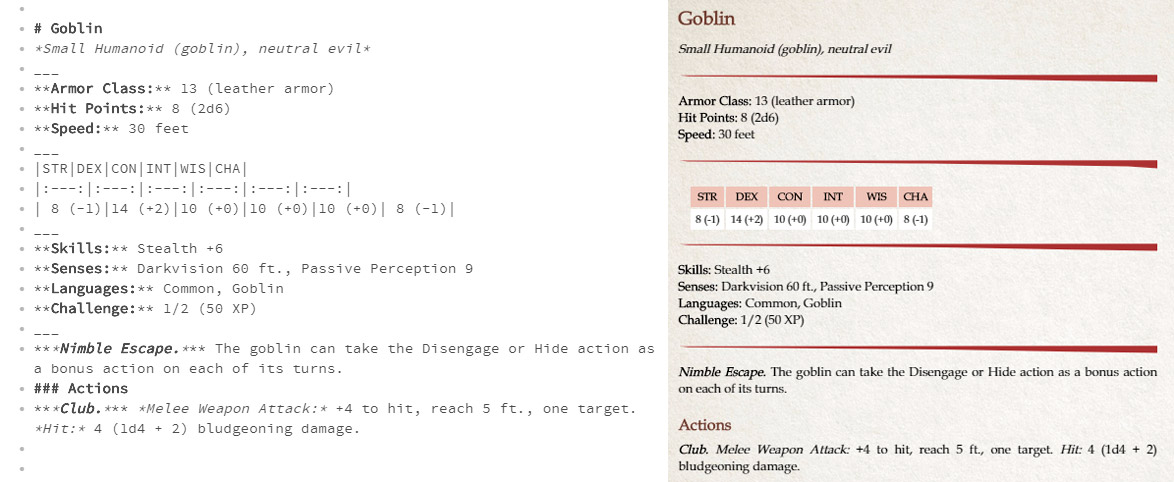 # Goblin
*Small Humanoid (goblin), neutral evil*
___
**Armor Class:** 13 (leather armor)
**Hit Points:** 8 (2d6)
**Speed:** 30 feet
___
|STR|DEX|CON|INT|WIS|CHA|
|:---:|:---:|:---:|:---:|:---:|:---:|
| 8 (-1)|14 (+2)|10 (+0)|10 (+0)|10 (+0)| 8 (-1)|
___
**Skills:** Stealth +6
**Senses:** Darkvision 60 ft., Passive Perception 9
**Languages:** Common, Goblin
**Challenge:** 1/2 (50 XP)
___
***Nimble Escape.*** The goblin can take the Disengage or Hide action as
a bonus action on each of its turns.
### Actions
***Club.*** *Melee Weapon Attack:* +4 to hit, reach 5 ft., one target.
*Hit:* 4 (1d4 + 2) bludgeoning damage.
Goblin
Small Humanoid (goblin), neutral evil
Armor Class: 13 (leather armor)
Hit Points: 8 (2d6)
Speed: 30 feet
STR DEX CON INT WIS CHA
8 (-1) 14 (+2) 10 (+0) 10 (+0) 10 (+0) 8 (-1)
Skills: Stealth +6
Senses: Darkvision 60 ft., Passive Perception 9
Languages: Common, Goblin
Challenge: 1/2 (50 XP)
Nimble Escape. The goblin can take the Disengage or Hide action as a bonus action
on each of its turns.
Actions
Club. Melee Weapon Attack: +4 to hit, reach 5 ft., one target. Hit: 4 (1d4 + 2)
bludgeoning damage.